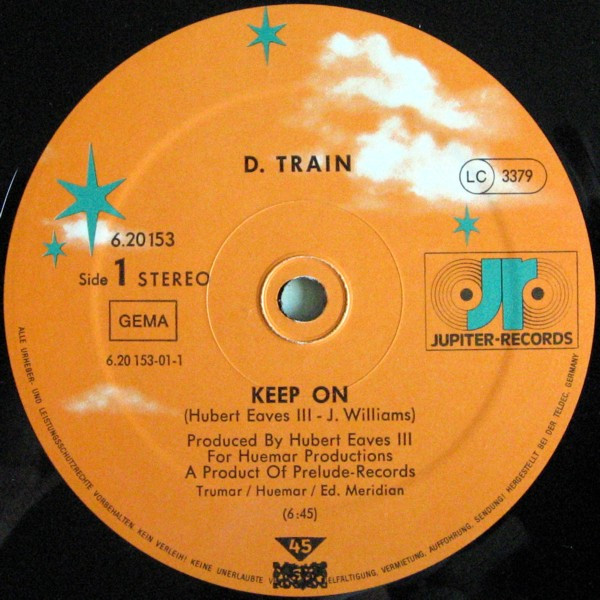 D. TRAIN
LC 3379
6.20153
Side 1 STEREO
GEMA
6.20 153-01-1
JR
JUPITER-RECORDS
KEEP ON
(Hubert Eaves III - J. Williams)
Produced By Hubert Eaves III
For Huemar Productions
A Product Of Prelude-Records
Trumar / Huemar / Ed. Meridian
(6:45)
45
ALLE URHEBER- UND LEISTUNGSSCHUTZRECHTE VORBEHALTEN. KEIN VERLEIH! KEINE UNERLAUBTE V ELFÄLTIGUNG, VERMIETUNG, AUFFÜHRUNG, SENDUNG! HERGESTELLT BEI DER TELDEC, GERMANY